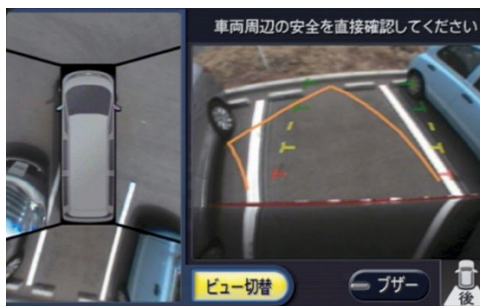 車両周辺の安全を直接確認してください
ビュー切替
ブザー
後